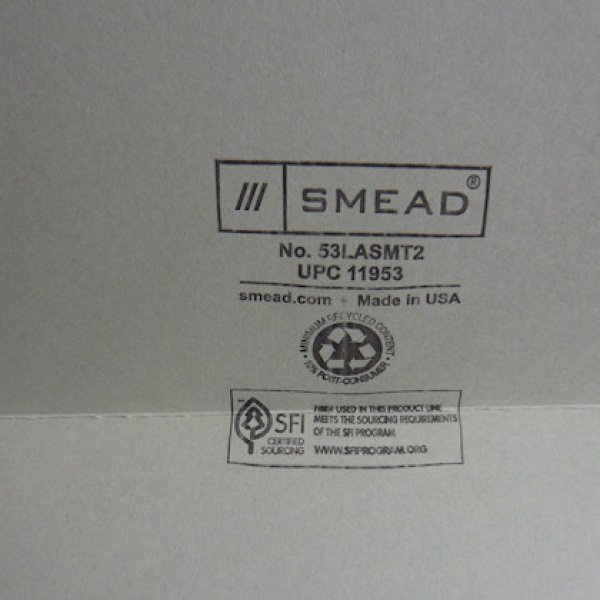 /// SMEAD®
No. 53LASMT2
UPC 11953
smead.com • Made in USA
• MINIMUM RECYCLED CONTENT •
10% POST-CONSUMER
SFI
CERTIFIED
SOURCING
FIBER USED IN THIS PRODUCT LINE
MEETS THE SOURCING REQUIREMENTS
OF THE SFI PROGRAM
WWW.SFIPROGRAM.ORG